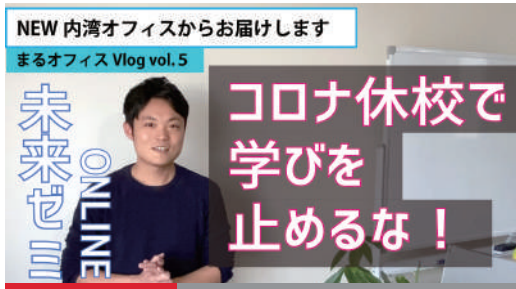 NEW 内湾オフィスからお届けします
まるオフィス Vlog vol. 5
未来ゼミ
ONLINE
コロナ休校で
学びを
止めるな！